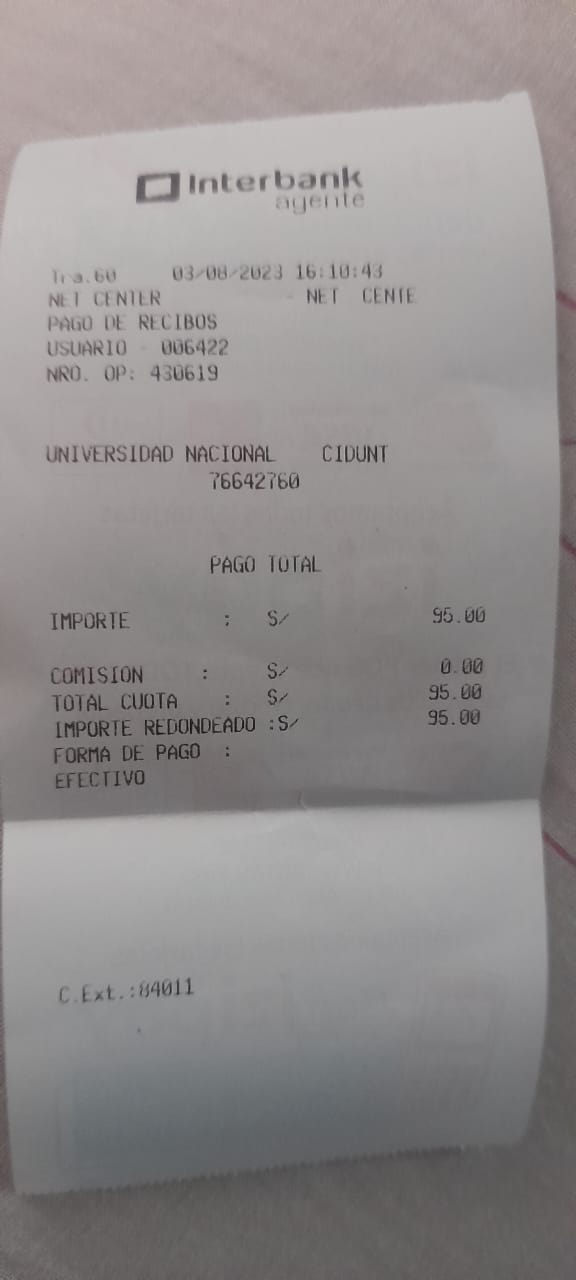 Interbank
agente
Tra.60 03/08/2023 16:10:43
NET CENTER - NET CENTE
PAGO DE RECIBOS
USUARIO - 006422
NRO. OP: 430619
UNIVERSIDAD NACIONAL CIDUNT
76642760
PAGO TOTAL
IMPORTE : S/ 95.00
COMISION : S/ 0.00
TOTAL CUOTA : S/ 95.00
IMPORTE REDONDEADO :S/ 95.00
FORMA DE PAGO :
EFECTIVO
C.Ext.:84011